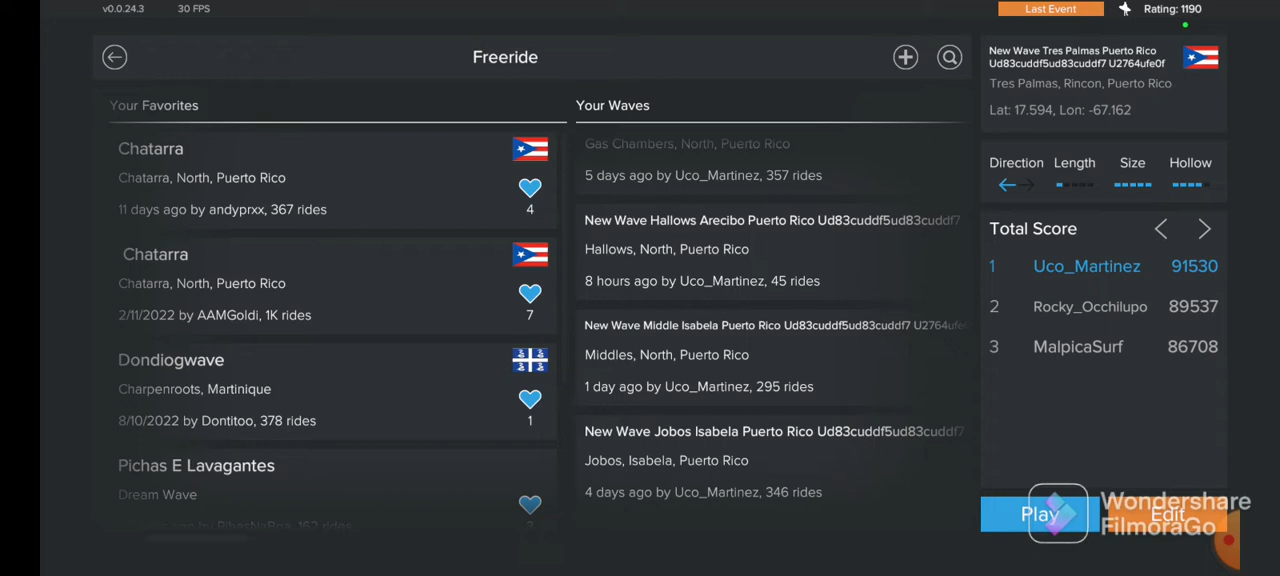 v0.0.24.3
30 FPS
Last Event
Rating: 1190
Freeride
Your Favorites
Chatarra
Chatarra, North, Puerto Rico
11 days ago by andyprxx, 367 rides
4
Chatarra
Chatarra, North, Puerto Rico
2/11/2022 by AAMGoldi, 1K rides
7
Dondiogwave
Charpenroots, Martinique
8/10/2022 by Dontitoo, 378 rides
1
Pichas E Lavagantes
Dream Wave
Your Waves
Gas Chambers, North, Puerto Rico
5 days ago by Uco_Martinez, 357 rides
New Wave Hallows Arecibo Puerto Rico Ud83cuddf5ud83cuddf7
Hallows, North, Puerto Rico
8 hours ago by Uco_Martinez, 45 rides
New Wave Middle Isabela Puerto Rico Ud83cuddf5ud83cuddf7
Middles, North, Puerto Rico
1 day ago by Uco_Martinez, 295 rides
New Wave Jobos Isabela Puerto Rico Ud83cuddf5ud83cuddf7
Jobos, Isabela, Puerto Rico
4 days ago by Uco_Martinez, 346 rides
New Wave Tres Palmas Puerto Rico
Ud83cuddf5ud83cuddf7 U2764ufe0f
Tres Palmas, Rincon, Puerto Rico
Lat: 17.594, Lon: -67.162
Direction Length Size Hollow
Total Score
1 Uco_Martinez 91530
2 Rocky_Occhilupo 89537
3 MalpicaSurf 86708
Play
Edit
Wondershare
FilmoraGo